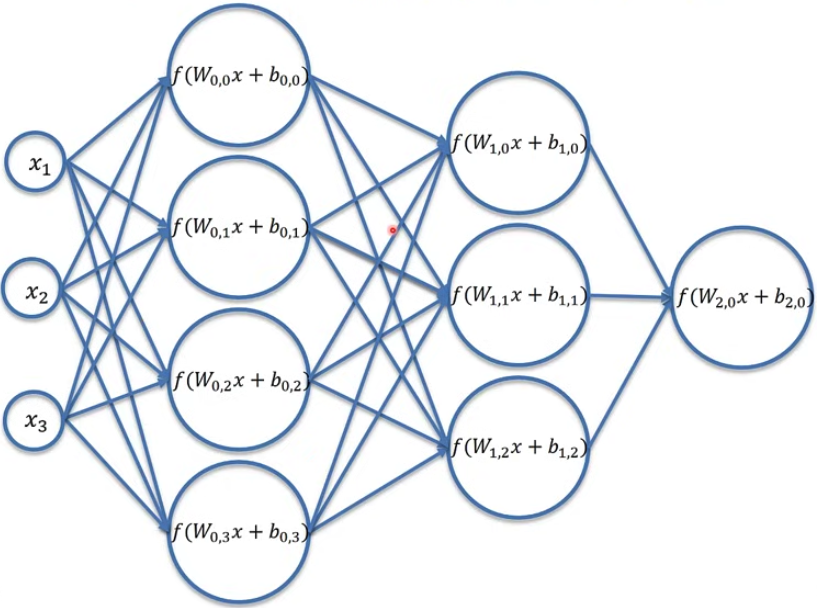 x₁
x₂
x₃
f(W₀,₀x + b₀,₀)
f(W₀,₁x + b₀,₁)
f(W₀,₂x + b₀,₂)
f(W₀,₃x + b₀,₃)
f(W₁,₀x + b₁,₀)
f(W₁,₁x + b₁,₁)
f(W₁,₂x + b₁,₂)
f(W₂,₀x + b₂,₀)